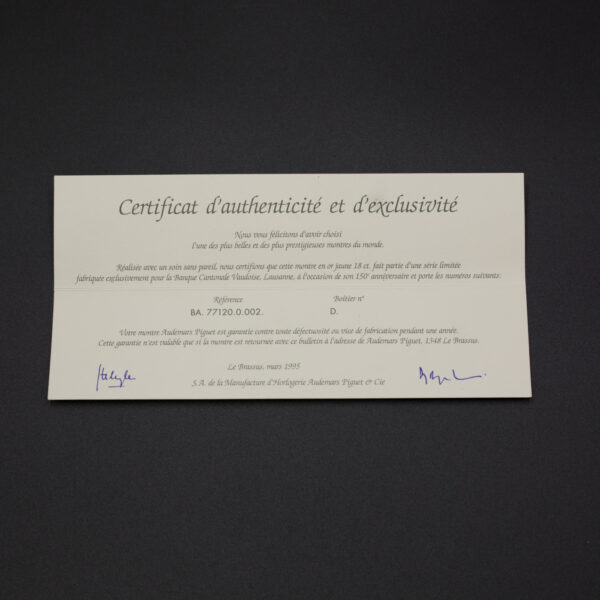 Certificat d'authenticité et d'exclusivité
Nous vous félicitons d'avoir choisi
l'une des plus belles et des plus prestigieuses montres du monde.
Réalisée avec un soin sans pareil, nous certifions que cette montre en or jaune 18 ct. fait partie d'une série limitée
fabriquée exclusivement pour la Banque Cantonale Vaudoise, Lausanne, à l'occasion de son 150e anniversaire et porte les numéros suivants:
Référence Boîtier n°
BA. 77120.0.002. D.
Votre montre Audemars Piguet est garantie contre toute défectuosité ou vice de fabrication pendant une année.
Cette garantie n'est valable que si la montre est retournée avec ce bulletin à l'adresse de Audemars Piguet, 1348 Le Brassus.
Le Brassus, mars 1995
S.A. de la Manufacture d'Horlogerie Audemars Piguet & Cie